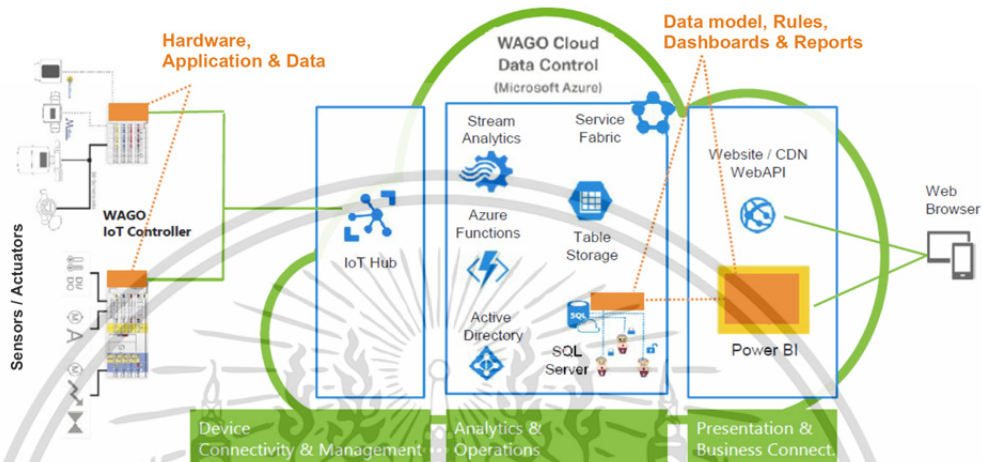 Hardware,
Application & Data
WAGO Cloud
Data Control
(Microsoft Azure)
Data model, Rules,
Dashboards & Reports
Sensors / Actuators
WAGO
IoT Controller
IoT Hub
Stream
Analytics
Service
Fabric
Azure
Functions
Table
Storage
Active
Directory
SQL
SQL
Server
Website / CDN
WebAPI
Power BI
Web
Browser
Device
Connectivity & Management
Analytics &
Operations
Presentation &
Business Connect.